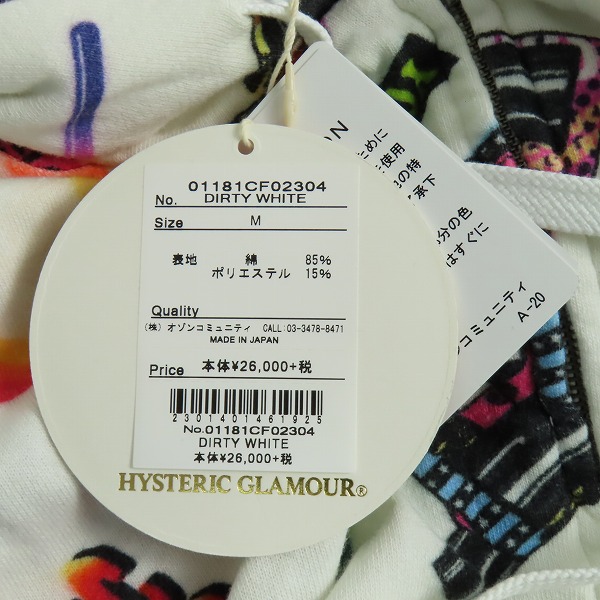 01181CF02304
No. DIRTY WHITE
Size M
表地 綿 85%
ポリエステル 15%
Quality
(株) オゾンコミュニティ CALL:03-3478-8471
MADE IN JAPAN
Price 本体¥26,000+税
2301401461925
No.01181CF02304
DIRTY WHITE
本体¥26,000+税
HYSTERIC GLAMOUR®
ON
ために
使用
の特
承下
分の色
はすぐに
コミュニティ
A-20